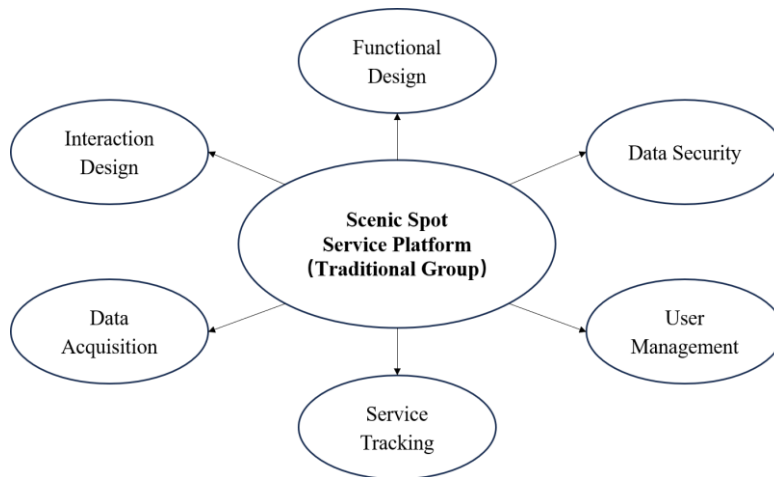 Functional
Design
Interaction
Design
Data Security
Scenic Spot
Service Platform
(Traditional Group)
Data
Acquisition
User
Management
Service
Tracking